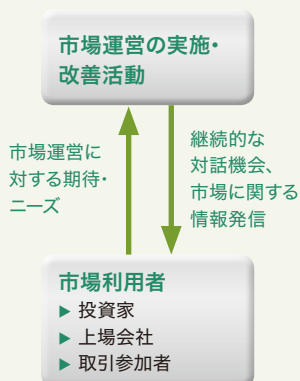 市場運営の実施・
改善活動
市場運営に
対する期待・
ニーズ
継続的な
対話機会、
市場に関する
情報発信
市場利用者
▶ 投資家
▶ 上場会社
▶ 取引参加者